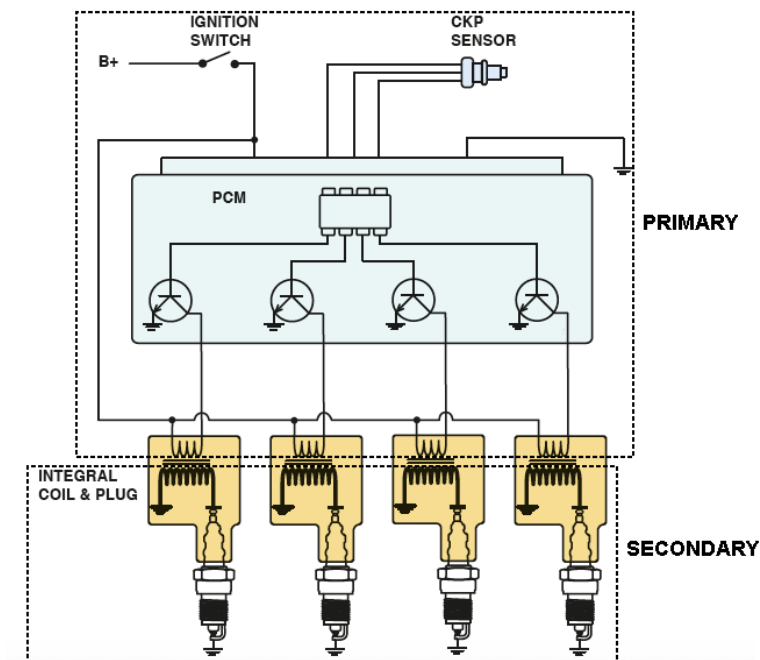 IGNITION
SWITCH
CKP
SENSOR
B+
PCM
PRIMARY
INTEGRAL
COIL & PLUG
SECONDARY